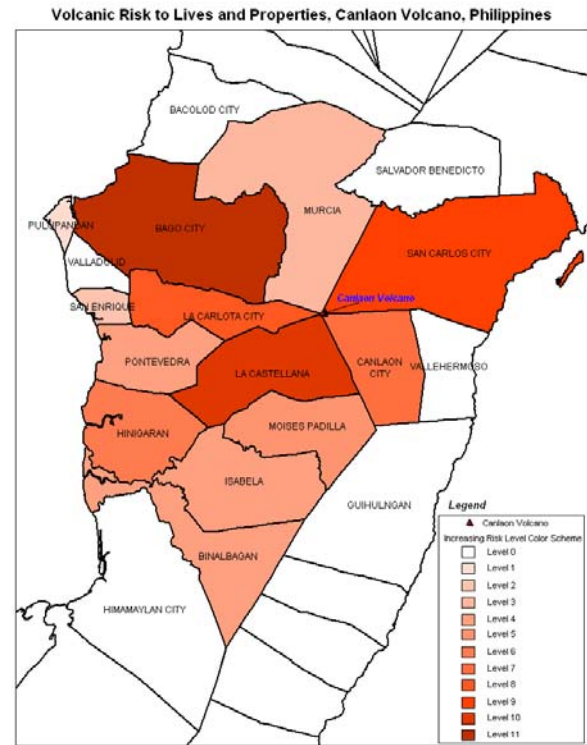 Volcanic Risk to Lives and Properties, Canlaon Volcano, Philippines
BACOLOD CITY
SALVADOR BENEDICTO
MURCIA
PULUPANDAN
BAGO CITY
SAN CARLOS CITY
VALLADOLID
Canlaon Volcano
SAN ENRIQUE
LA CARLOTA CITY
PONTEVEDRA
CANLAON
CITY
VALLEHERMOSO
LA CASTELLANA
HINIGARAN
MOISES PADILLA
ISABELA
GUIHULNGAN
BINALBAGAN
HIMAMAYLAN CITY
Legend
Canlaon Volcano
Increasing Risk Level Color Scheme
Level 0
Level 1
Level 2
Level 3
Level 4
Level 5
Level 6
Level 7
Level 8
Level 9
Level 10
Level 11